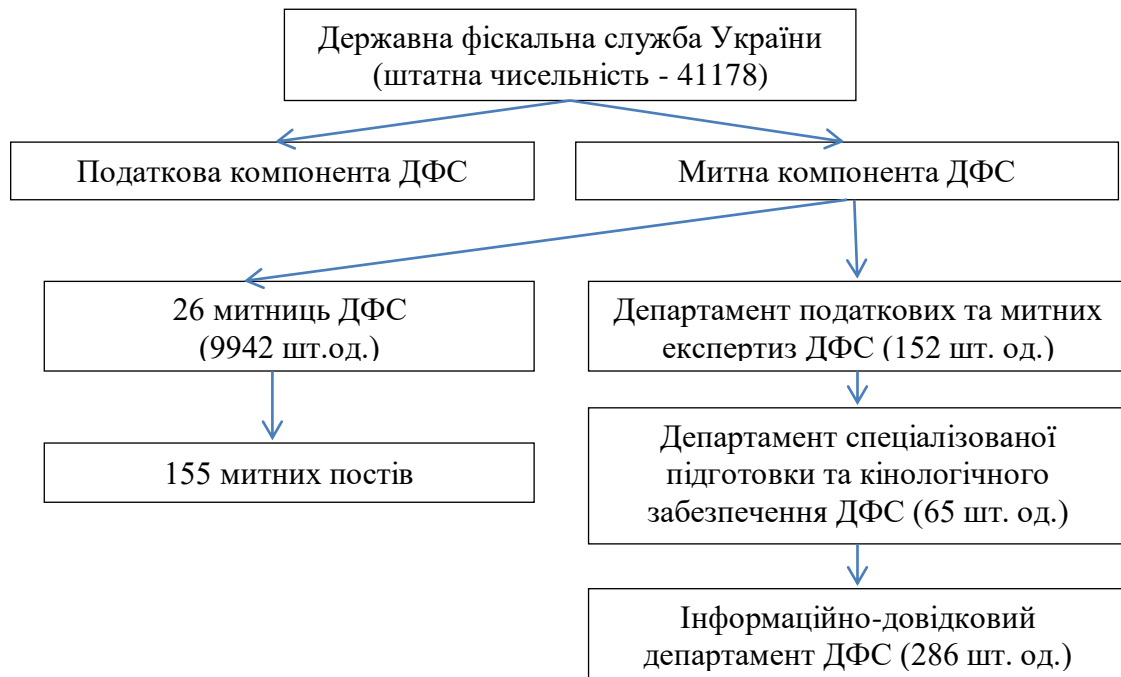 Державна фіскальна служба України
(штатна чисельність - 41178)
Податкова компонента ДФС
Митна компонента ДФС
26 митниць ДФС
(9942 шт.од.)
Департамент податкових та митних
експертиз ДФС (152 шт. од.)
155 митних постів
Департамент спеціалізованої
підготовки та кінологічного
забезпечення ДФС (65 шт. од.)
Інформаційно-довідковий
департамент ДФС (286 шт. од.)